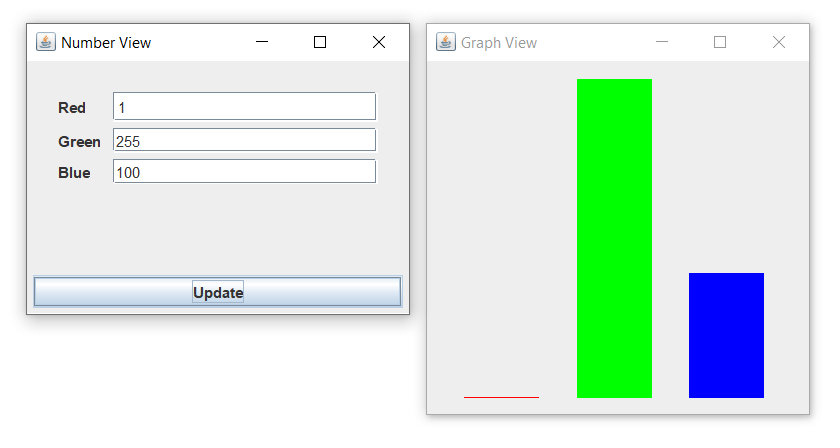 Number View
Red 1
Green 255
Blue 100
Update
Graph View